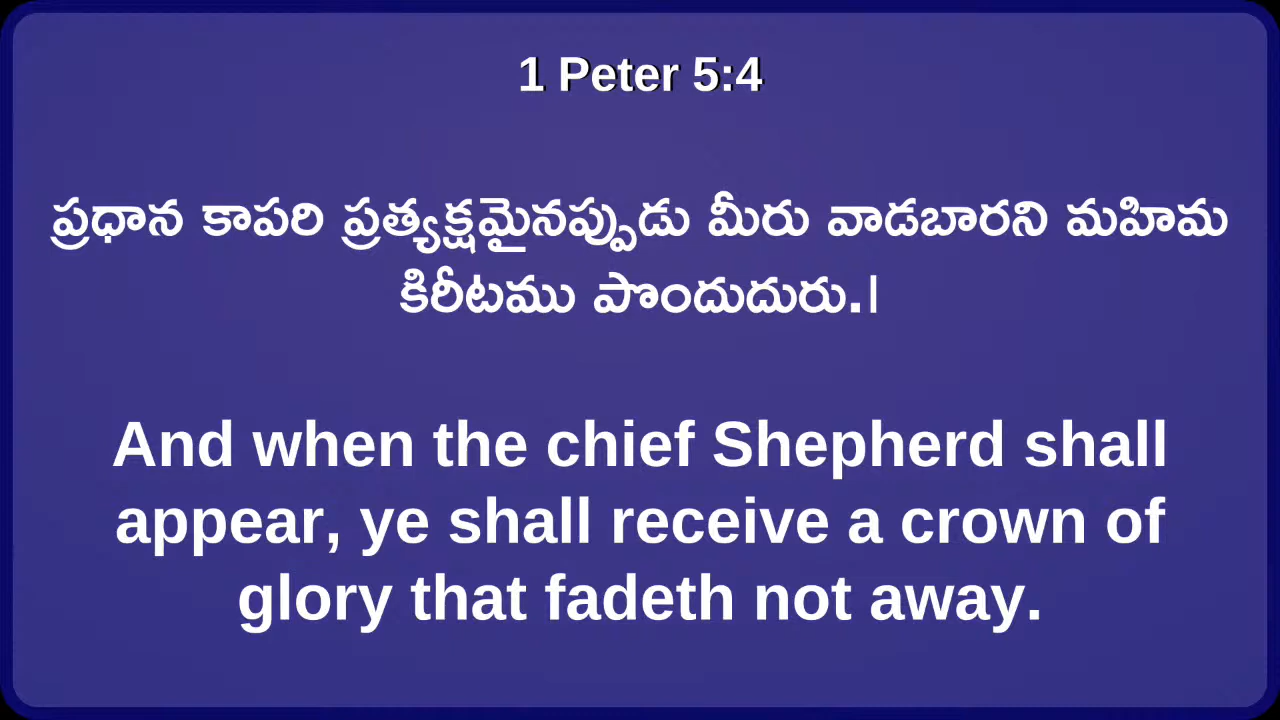 1 Peter 5:4
ప్రధాన కాపరి ప్రత్యక్షమైనప్పుడు మీరు వాడబారని మహిమ
కిరీటము పొందుదురు.।
And when the chief Shepherd shall
appear, ye shall receive a crown of
glory that fadeth not away.